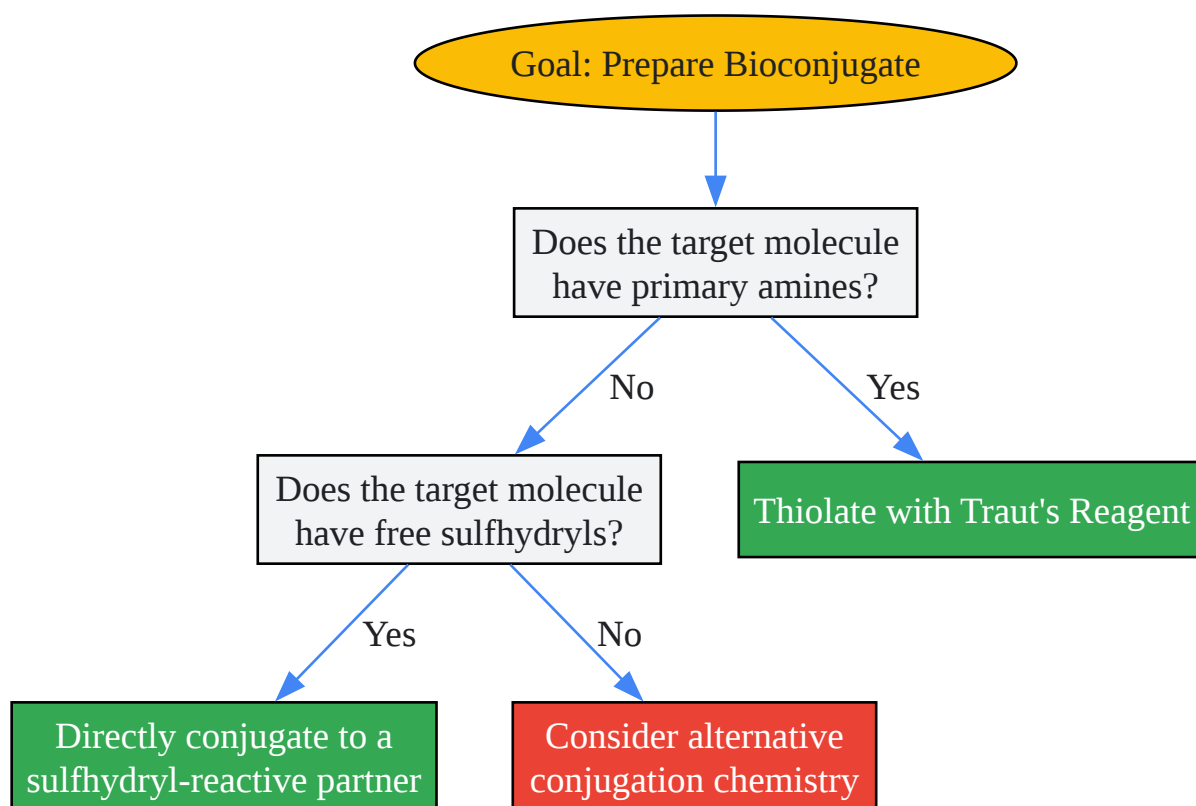 Goal: Prepare Bioconjugate
Does the target molecule
have primary amines?
No
Yes
Does the target molecule
have free sulfhydryls?
Thiolate with Traut's Reagent
Yes
No
Directly conjugate to a
sulfhydryl-reactive partner
Consider alternative
conjugation chemistry